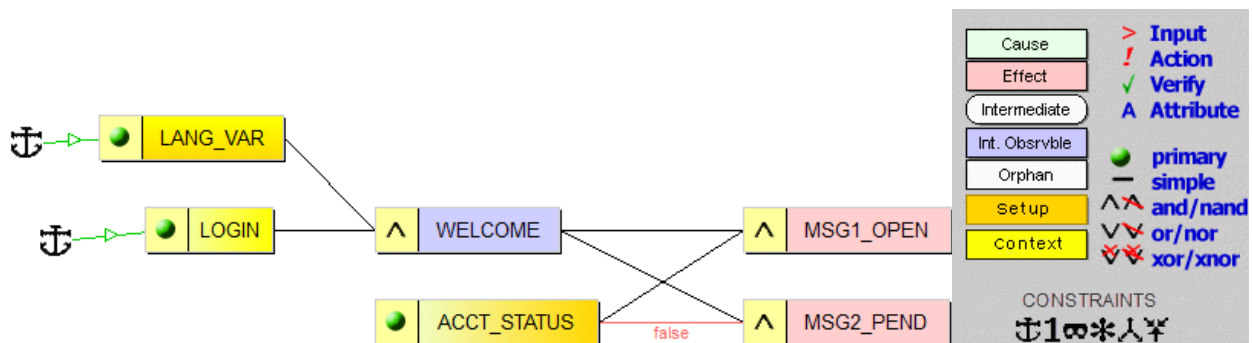 LANG_VAR
LOGIN
WELCOME
MSG1_OPEN
ACCT_STATUS
false
MSG2_PEND
Cause
Effect
Intermediate
Int. Obsrvble
Orphan
Setup
Context
> Input
! Action
√ Verify
A Attribute
primary
simple
and/nand
or/nor
xor/xnor
CONSTRAINTS
1